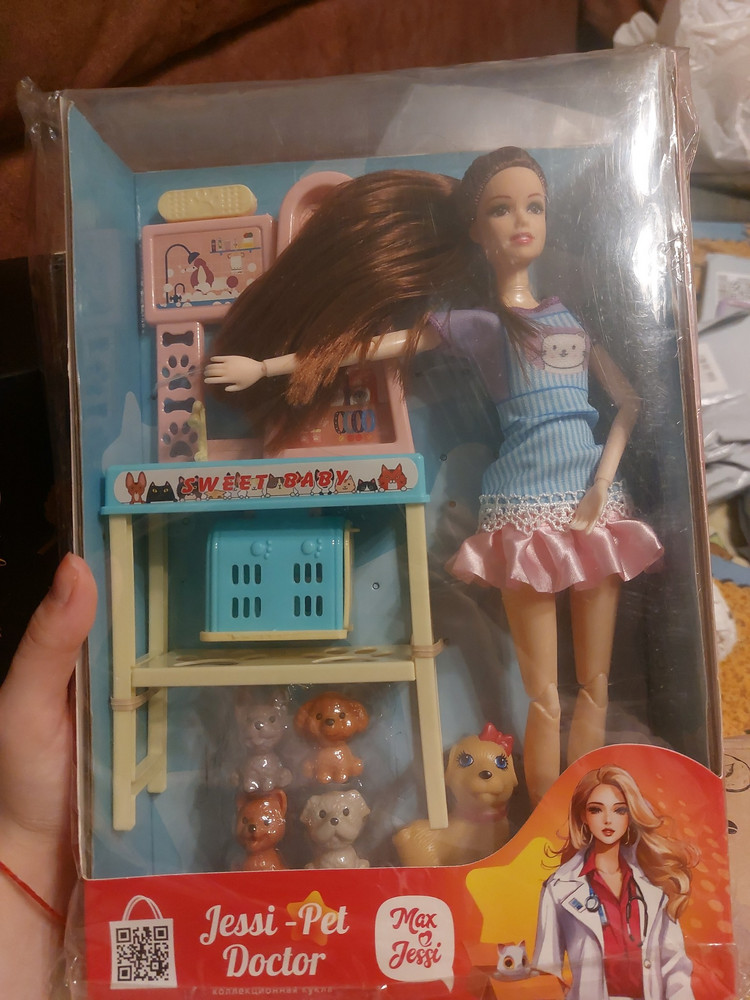 SWEET BABY
Jessi -Pet
Doctor
Max
Jessi
коллекционная кукла